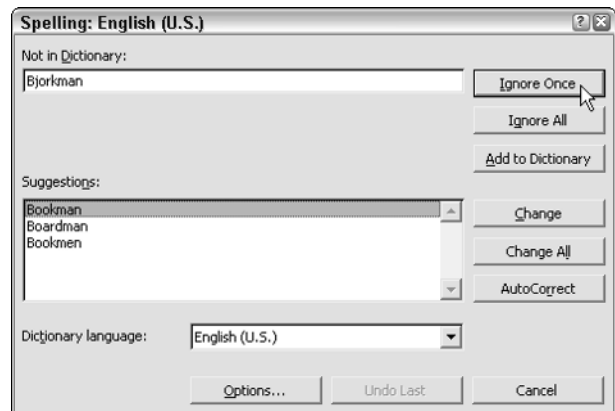 Spelling: English (U.S.)
Not in Dictionary:
Bjorkman
Ignore Once
Ignore All
Add to Dictionary
Suggestions:
Bookman
Boardman
Bookmen
Change
Change All
AutoCorrect
Dictionary language:
English (U.S.)
Options...
Undo Last
Cancel